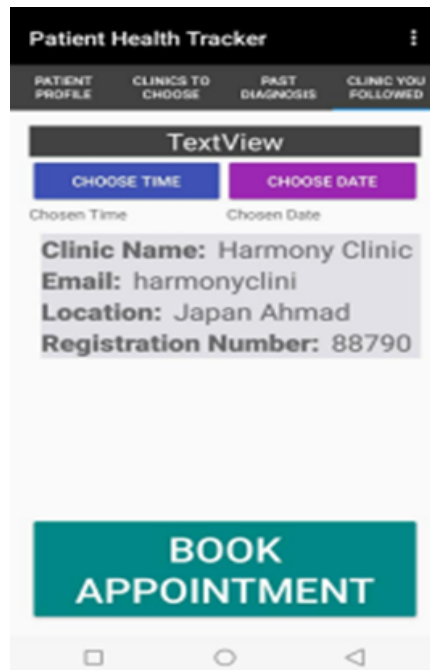 Patient Health Tracker
PATIENT PROFILE
CLINICS TO CHOOSE
PAST DIAGNOSIS
CLINIC YOU FOLLOWED
TextView
CHOOSE TIME
CHOOSE DATE
Chosen Time
Chosen Date
Clinic Name: Harmony Clinic
Email: harmonyclini
Location: Japan Ahmad
Registration Number: 88790
BOOK
APPOINTMENT